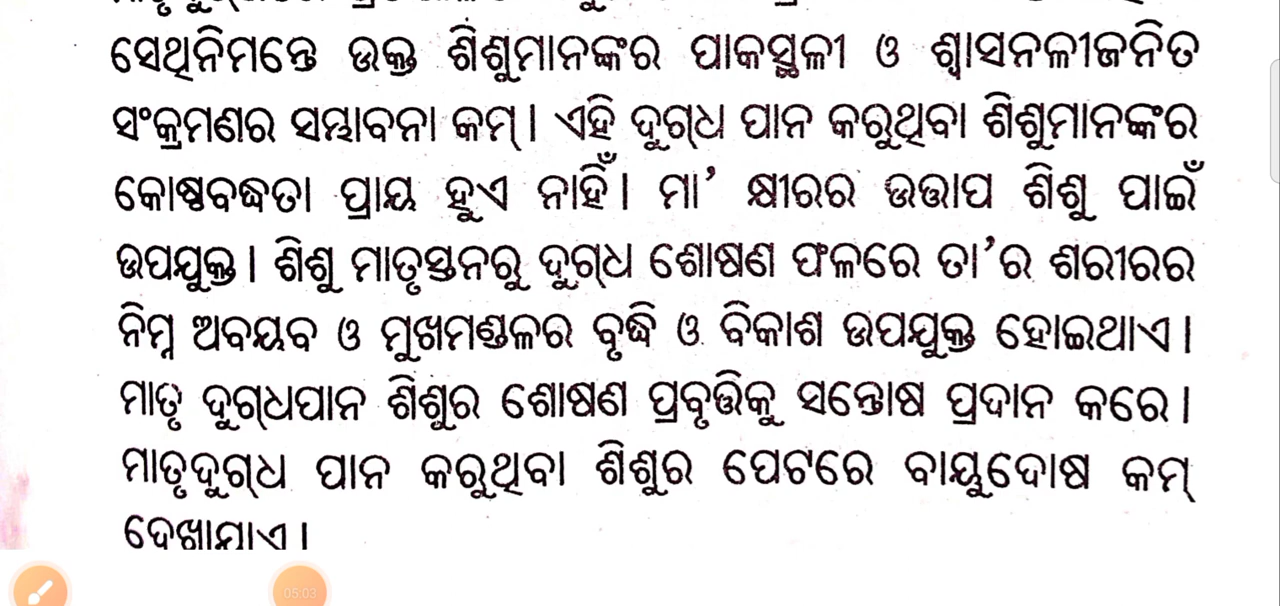 ସେଥିନିମନ୍ତେ ଉକ୍ତ ଶିଶୁମାନଙ୍କର ପାକସ୍ଥଳୀ ଓ ଶ୍ୱାସନଳୀଜନିତ
ସଂକ୍ରମଣର ସମ୍ଭାବନା କମ୍। ଏହି ଦୁଗ୍‌ଧ ପାନ କରୁଥିବା ଶିଶୁମାନଙ୍କର
କୋଷ୍ଠବଦ୍ଧତା ପ୍ରାୟ ହୁଏ ନାହିଁ। ମା’ କ୍ଷୀରର ଉତ୍ତାପ ଶିଶୁ ପାଇଁ
ଉପଯୁକ୍ତ। ଶିଶୁ ମାତୃସ୍ତନରୁ ଦୁଗ୍‌ଧ ଶୋଷଣ ଫଳରେ ତା’ର ଶରୀରର
ନିମ୍ନ ଅବୟବ ଓ ମୁଖମଣ୍ଡଳର ବୃଦ୍ଧି ଓ ବିକାଶ ଉପଯୁକ୍ତ ହୋଇଥାଏ।
ମାତୃ ଦୁଗ୍‌ଧପାନ ଶିଶୁର ଶୋଷଣ ପ୍ରବୃତ୍ତିକୁ ସନ୍ତୋଷ ପ୍ରଦାନ କରେ।
ମାତୃଦୁଗ୍‌ଧ ପାନ କରୁଥିବା ଶିଶୁର ପେଟରେ ବାୟୁଦୋଷ କମ୍
ଦେଖାଯାଏ।
05:03